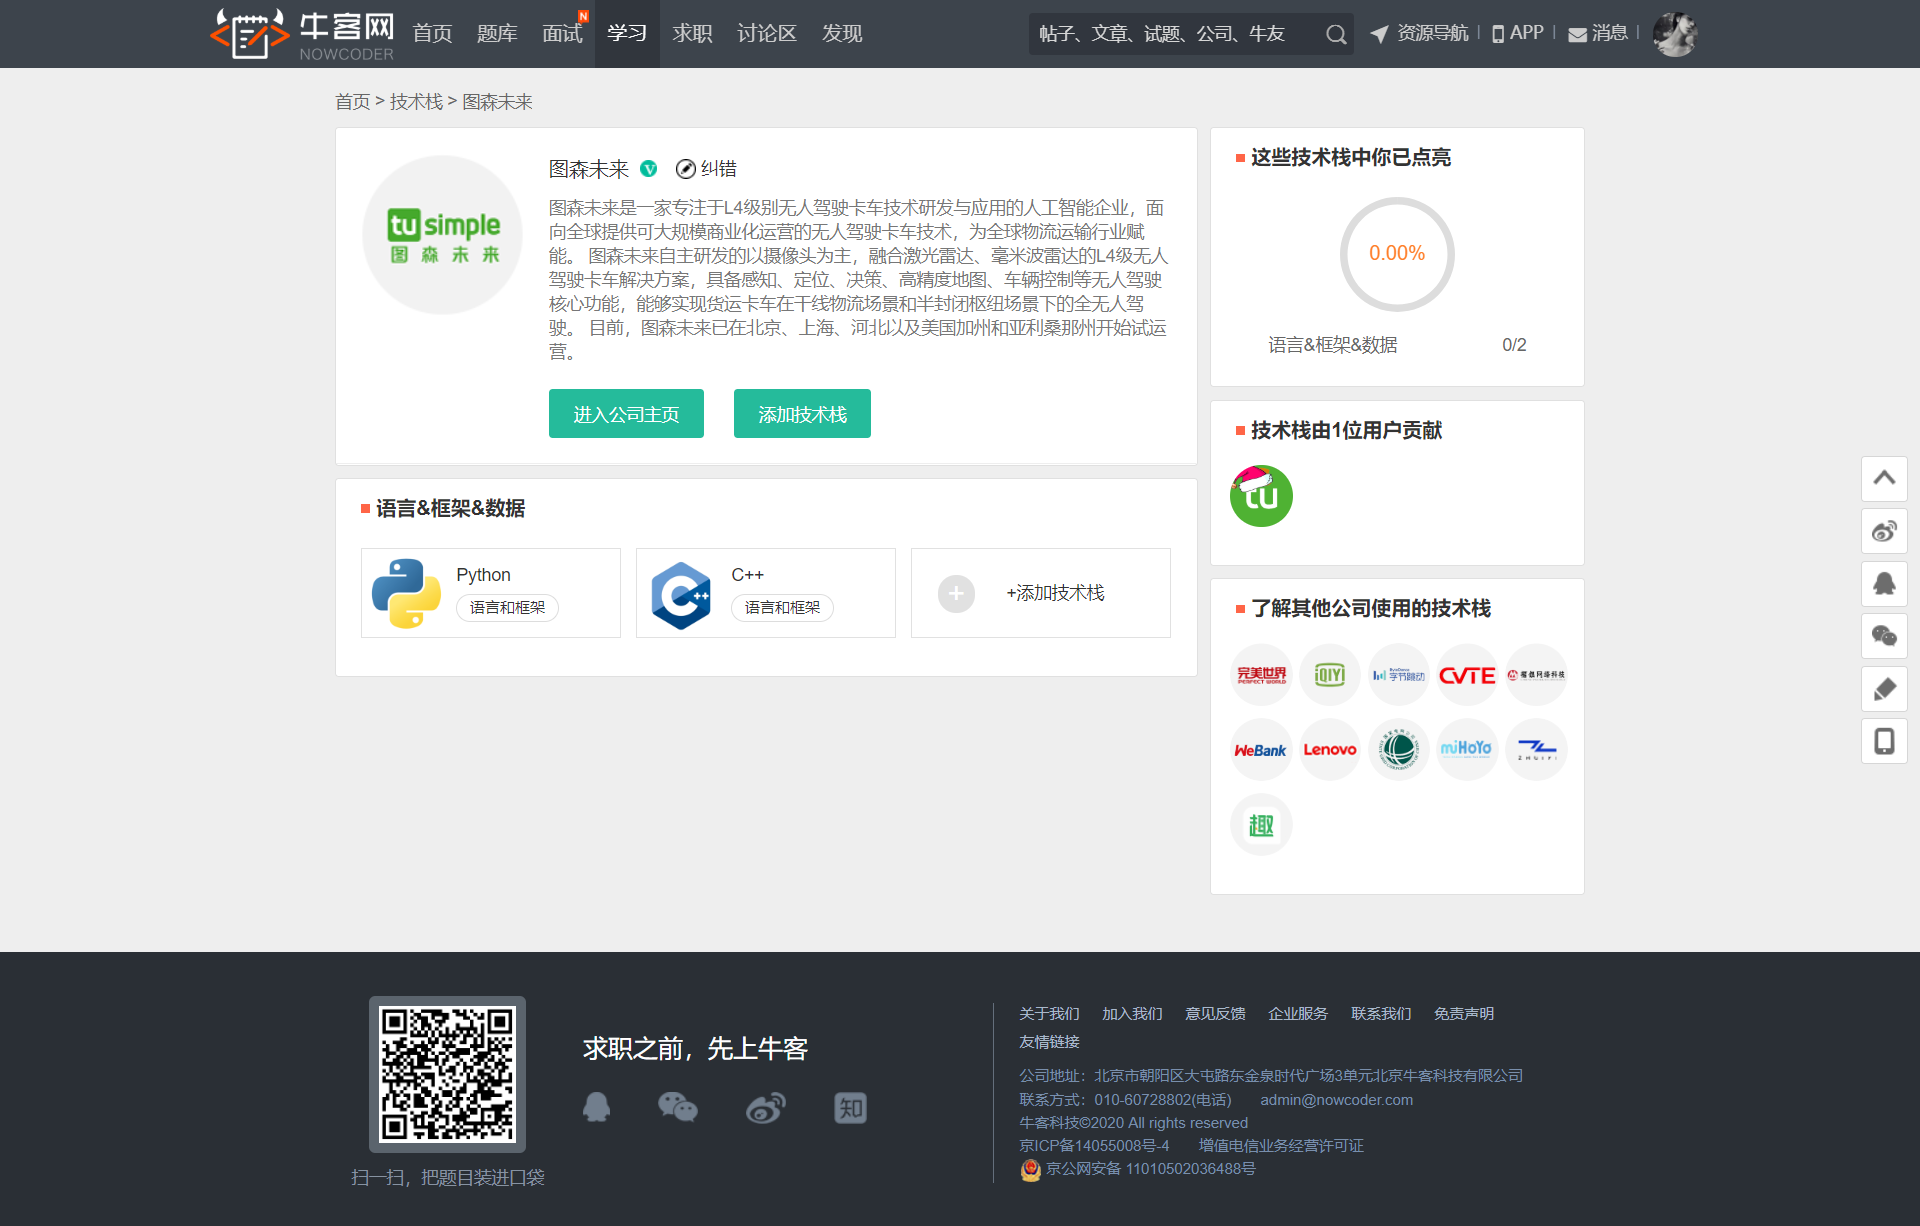 牛客网
NOWCODER
首页 题库 面试 N 学习 求职 讨论区 发现
帖子、文章、试题、公司、牛友
资源导航 | APP | 消息 |
首页 > 技术栈 > 图森未来
tu simple
图森未来
图森未来 V 纠错
图森未来是一家专注于L4级别无人驾驶卡车技术研发与应用的人工智能企业，面
向全球提供可大规模商业化运营的无人驾驶卡车技术，为全球物流运输行业赋
能。 图森未来自主研发的以摄像头为主，融合激光雷达、毫米波雷达的L4级无人
驾驶卡车解决方案，具备感知、定位、决策、高精度地图、车辆控制等无人驾驶
核心功能，能够实现货运卡车在干线物流场景和半封闭枢纽场景下的全无人驾
驶。 目前，图森未来已在北京、上海、河北以及美国加州和亚利桑那州开始试运
营。
进入公司主页
添加技术栈
语言&框架&数据
Python
语言和框架
C++
C++
语言和框架
+添加技术栈
这些技术栈中你已点亮
0.00%
语言&框架&数据 0/2
技术栈由1位用户贡献
tu
了解其他公司使用的技术栈
完美世界
PERFECT WORLD
iQIYI
ByteDance
字节跳动
CVTE
WeBank
Lenovo
miHoYo
ZHUIYI
趣
扫一扫，把题目装进口袋
求职之前，先上牛客
知
关于我们 加入我们 意见反馈 企业服务 联系我们 免责声明
友情链接
公司地址：北京市朝阳区大屯路东金泉时代广场3单元北京牛客科技有限公司
联系方式：010-60728802(电话) admin@nowcoder.com
牛客科技©2020 All rights reserved
京ICP备14055008号-4 增值电信业务经营许可证
京公网安备 11010502036488号